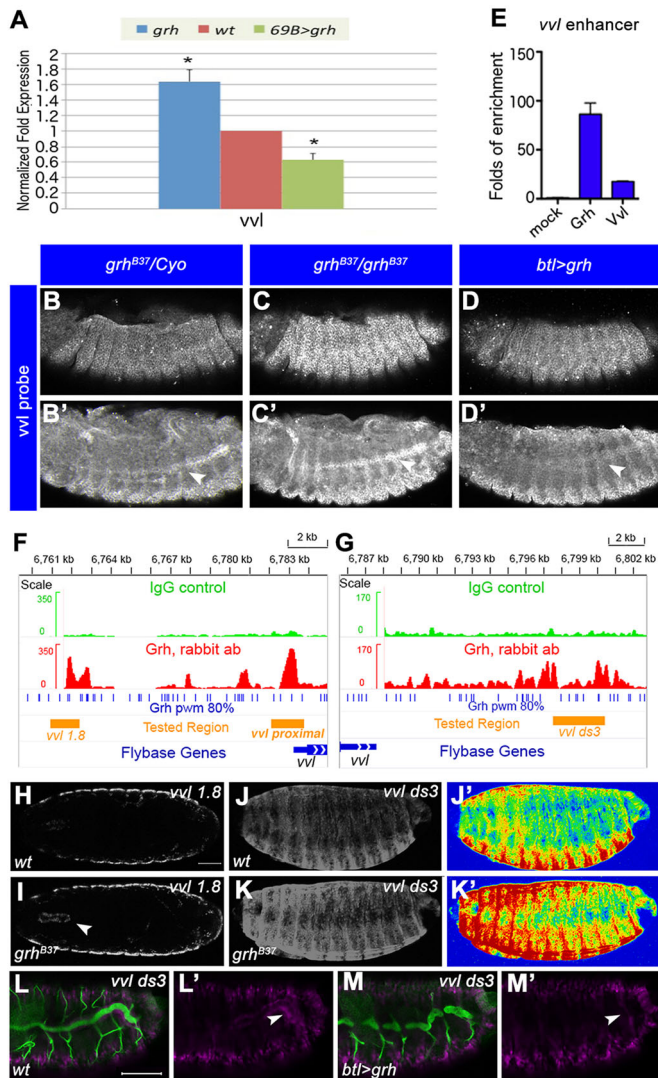 A
grh wt 69B>grh
Normalized Fold Expression
1.8
1.6
1.4
1.2
1
0.8
0.6
0.4
0.2
0
*
*
vvl
E vvl enhancer
Folds of enrichment
150
100
50
0
mock
Grh
Vvl
grhB37/Cyo
grhB37/grhB37
btl>grh
vvl probe
B
C
D
B'
C'
D'
F
2 kb
6,761 kb 6,764 kb 6,767 kb 6,780 kb 6,783 kb
Scale
IgG control
350
0
Grh, rabbit ab
350
0
Grh pwm 80%
Tested Region
vvl 1.8
vvl proximal
vvl
Flybase Genes
G
2 kb
6,787 kb 6,790 kb 6,793 kb 6,796 kb 6,799 kb 6,802 kb
Scale
IgG control
170
0
Grh, rabbit ab
170
0
Grh pwm 80%
Tested Region
vvl ds3
vvl
Flybase Genes
H vvl 1.8
wt
J vvl ds3
wt
J'
I vvl 1.8
grhB37
K vvl ds3
grhB37
K'
L vvl ds3
wt
L'
M vvl ds3
btl>grh
M'